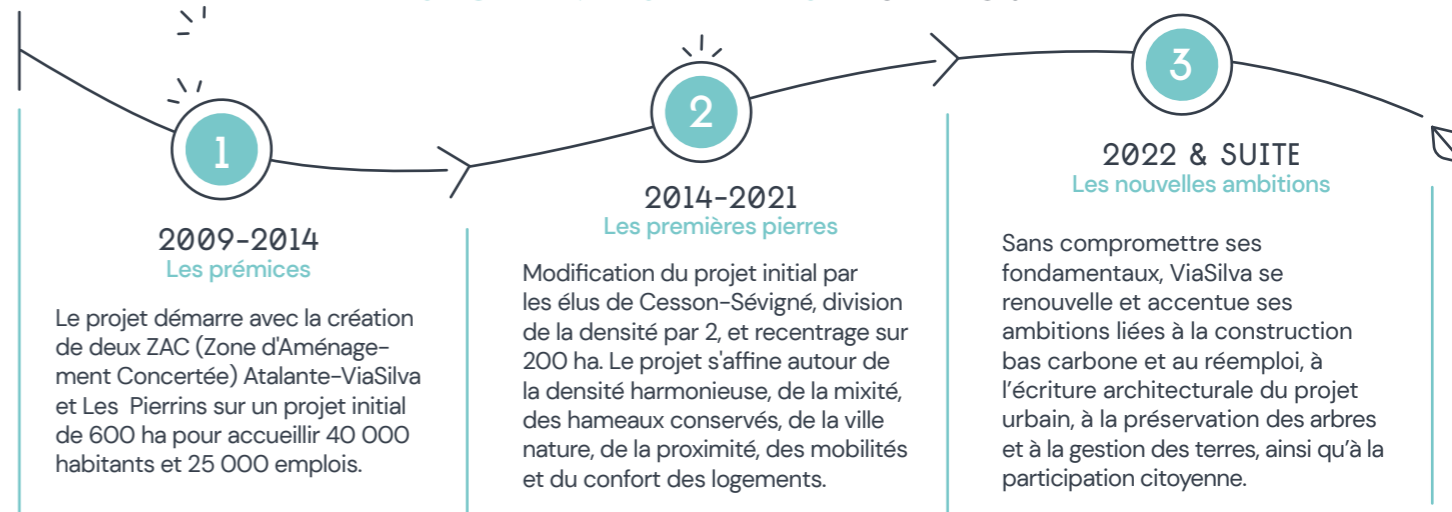 1
2009-2014
Les prémices
Le projet démarre avec la création
de deux ZAC (Zone d'Aménage-
ment Concertée) Atalante-ViaSilva
et Les Pierrins sur un projet initial
de 600 ha pour accueillir 40 000
habitants et 25 000 emplois.
2
2014-2021
Les premières pierres
Modification du projet initial par
les élus de Cesson-Sévigné, division
de la densité par 2, et recentrage sur
200 ha. Le projet s'affine autour de
la densité harmonieuse, de la mixité,
des hameaux conservés, de la ville
nature, de la proximité, des mobilités
et du confort des logements.
3
2022 & SUITE
Les nouvelles ambitions
Sans compromettre ses
fondamentaux, ViaSilva se
renouvelle et accentue ses
ambitions liées à la construction
bas carbone et au réemploi, à
l’écriture architecturale du projet
urbain, à la préservation des arbres
et à la gestion des terres, ainsi qu’à la
participation citoyenne.